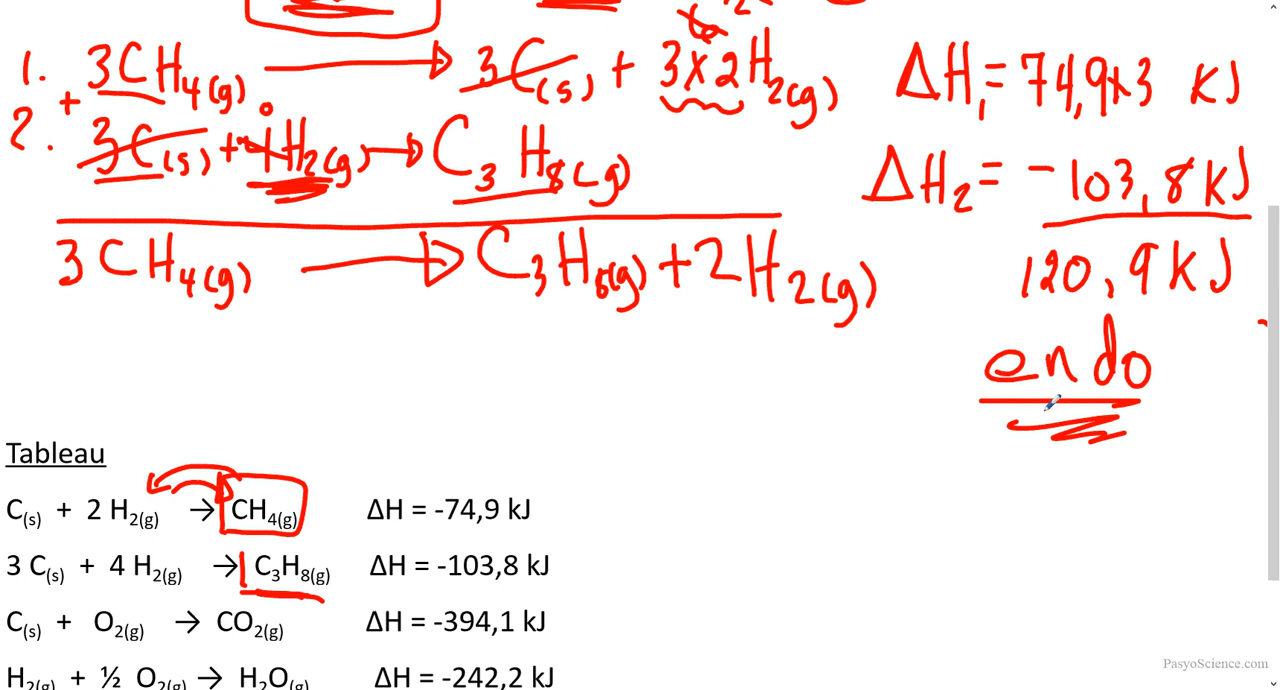 1. 3CH₄(g) → 3C(s) + 3x2H₂(g) ΔH₁ = 74,9x3 kJ
+
2. 3C(s) + 4H₂(g) → C₃H₈(g) ΔH₂ = -103,8 kJ
3CH₄(g) → C₃H₈(g) + 2H₂(g) 120,9 kJ
endo
Tableau
C(s) + 2 H₂(g) → CH₄(g) ΔH = -74,9 kJ
3 C(s) + 4 H₂(g) → C₃H₈(g) ΔH = -103,8 kJ
C(s) + O₂(g) → CO₂(g) ΔH = -394,1 kJ
H₂(g) + ½ O₂(g) → H₂O(g) ΔH = -242,2 kJ
PasyoScience.com